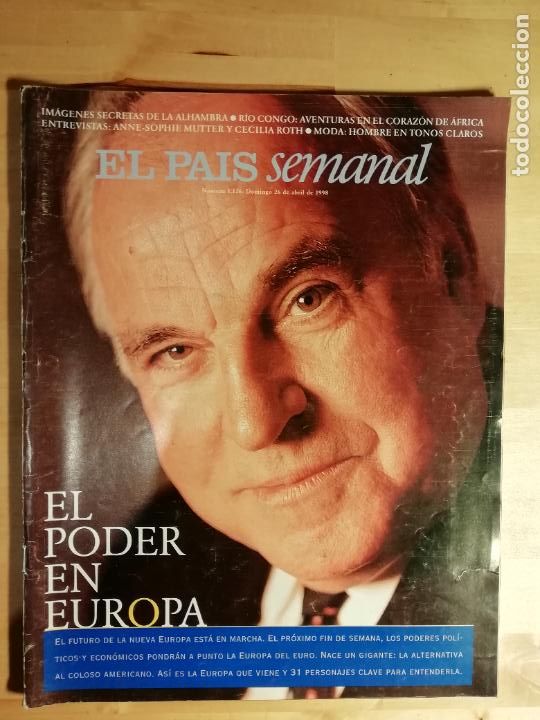 IMÁGENES SECRETAS DE LA ALHAMBRA ● RÍO CONGO: AVENTURAS EN EL CORAZÓN DE ÁFRICA
ENTREVISTAS: ANNE-SOPHIE MUTTER Y CECILIA ROTH ● MODA: HOMBRE EN TONOS CLAROS
EL PAIS semanal
Número 1.126. Domingo 26 de abril de 1998
EL
PODER
EN
EUROPA
EL FUTURO DE LA NUEVA EUROPA ESTÁ EN MARCHA. EL PRÓXIMO FIN DE SEMANA, LOS PODERES POLÍ-
TICOS Y ECONÓMICOS PONDRÁN A PUNTO LA EUROPA DEL EURO. NACE UN GIGANTE: LA ALTERNATIVA
AL COLOSO AMERICANO. ASÍ ES LA EUROPA QUE VIENE Y 31 PERSONAJES CLAVE PARA ENTENDERLA.
todocoleccion.net